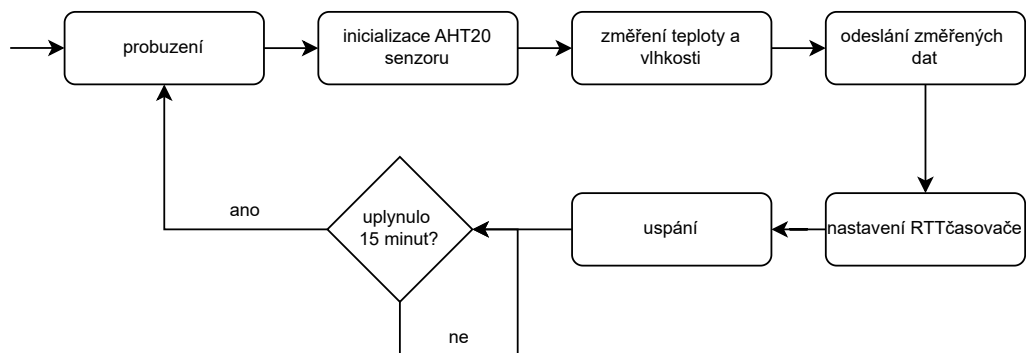 probuzení
inicializace AHT20
senzoru
změření teploty a
vlhkosti
odeslání změřených
dat
ano
uplynulo
15 minut?
uspání
nastavení RTTčasovače
ne